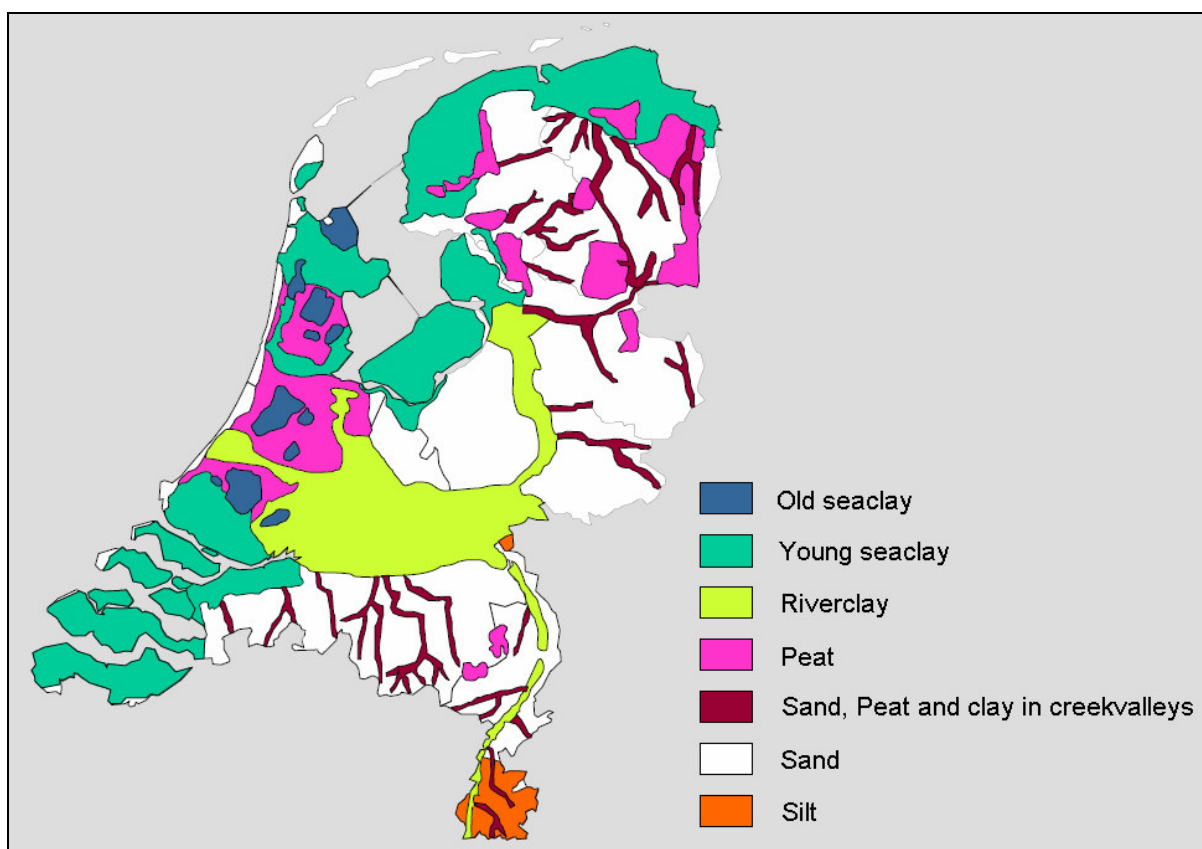 Old seaclay
Young seaclay
Riverclay
Peat
Sand, Peat and clay in creekvalleys
Sand
Silt